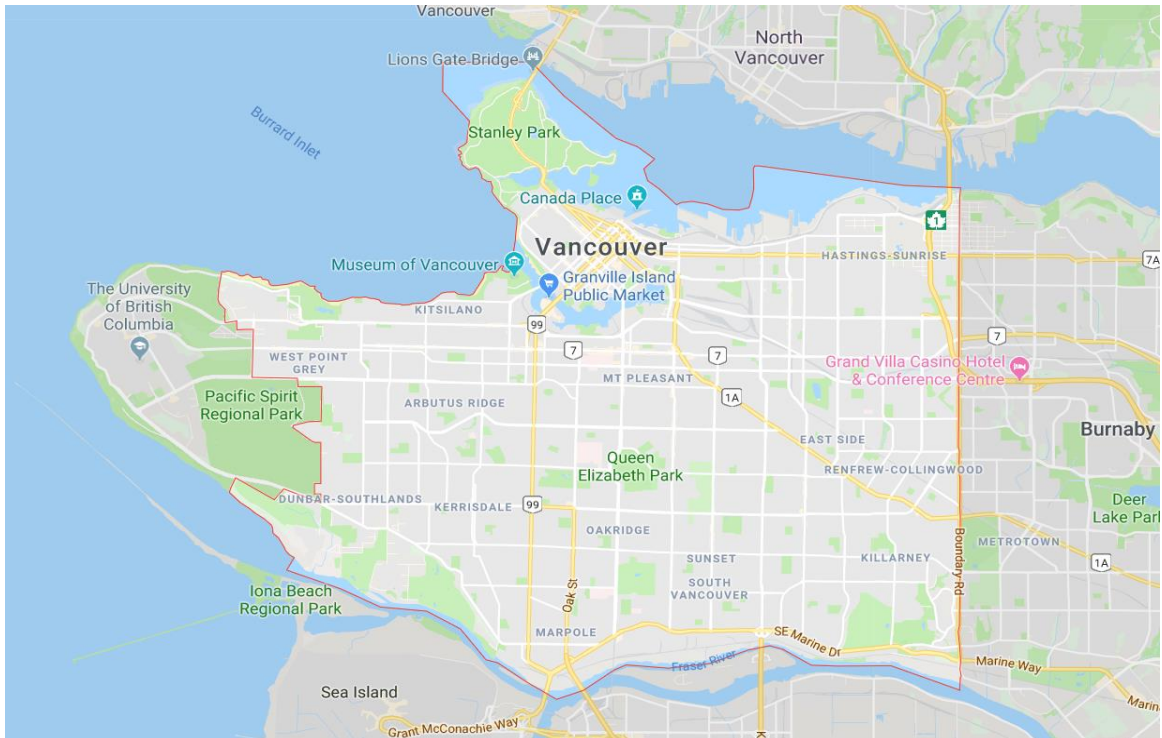 Vancouver
North
Vancouver
Lions Gate Bridge
Burrard Inlet
Stanley Park
Canada Place
1
Vancouver
HASTINGS-SUNRISE
7A
Museum of Vancouver
Granville Island
Public Market
The University
of British
Columbia
KITSILANO
99
7
7
7
WEST POINT
GREY
Grand Villa Casino Hotel
& Conference Centre
MT PLEASANT
Pacific Spirit
Regional Park
ARBUTUS RIDGE
1A
Burnaby
EAST SIDE
Queen
Elizabeth Park
RENFREW-COLLINGWOOD
DUNBAR-SOUTHLANDS
KERRISDALE
99
Deer
Lake Park
OAKRIDGE
METROTOWN
SUNSET
KILLARNEY
1A
Boundary Rd
SOUTH
VANCOUVER
Oak St
Iona Beach
Regional Park
MARPOLE
SE Marine Dr
Fraser River
Marine Way
Sea Island
Marine
Grant McConachie Way
K